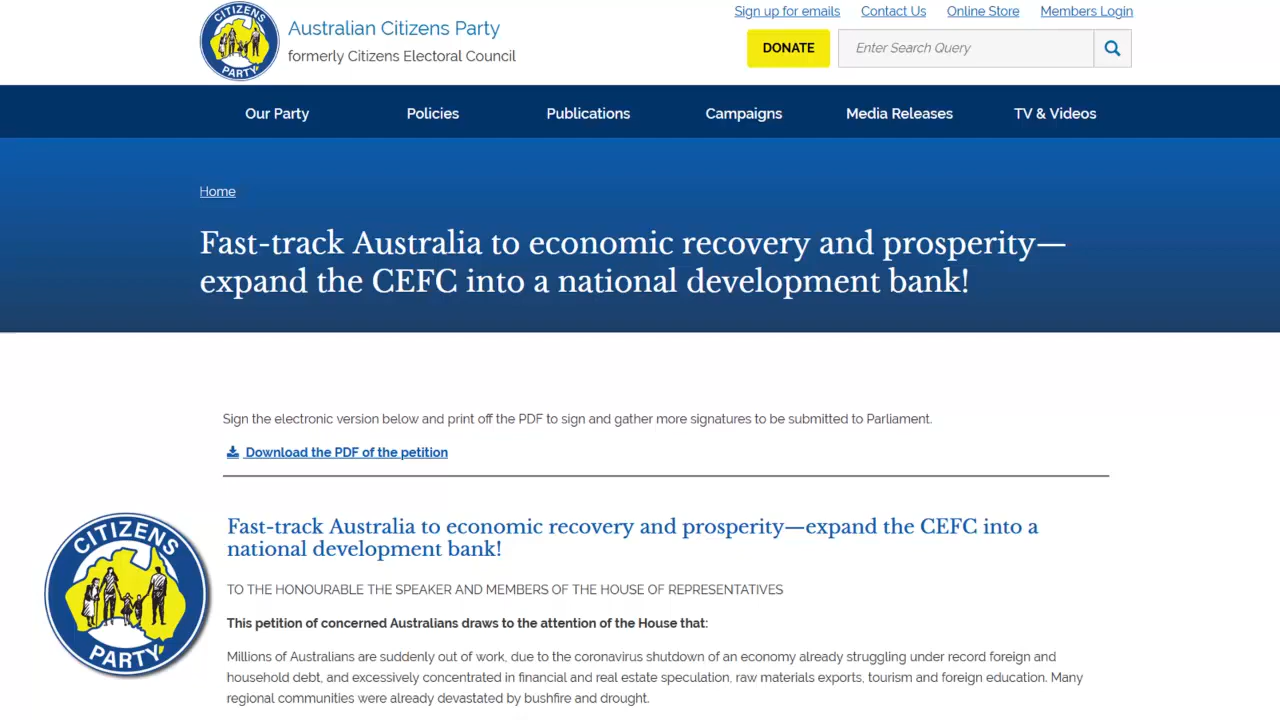 CITIZENS
PARTY
Australian Citizens Party
formerly Citizens Electoral Council
Sign up for emails Contact Us Online Store Members Login
DONATE Enter Search Query
Our Party Policies Publications Campaigns Media Releases TV & Videos
Home
Fast-track Australia to economic recovery and prosperity—
expand the CEFC into a national development bank!
Sign the electronic version below and print off the PDF to sign and gather more signatures to be submitted to Parliament.
Download the PDF of the petition
CITIZENS
PARTY
Fast-track Australia to economic recovery and prosperity—expand the CEFC into a
national development bank!
TO THE HONOURABLE THE SPEAKER AND MEMBERS OF THE HOUSE OF REPRESENTATIVES
This petition of concerned Australians draws to the attention of the House that:
Millions of Australians are suddenly out of work, due to the coronavirus shutdown of an economy already struggling under record foreign and
household debt, and excessively concentrated in financial and real estate speculation, raw materials exports, tourism and foreign education. Many
regional communities were already devastated by bushfire and drought.